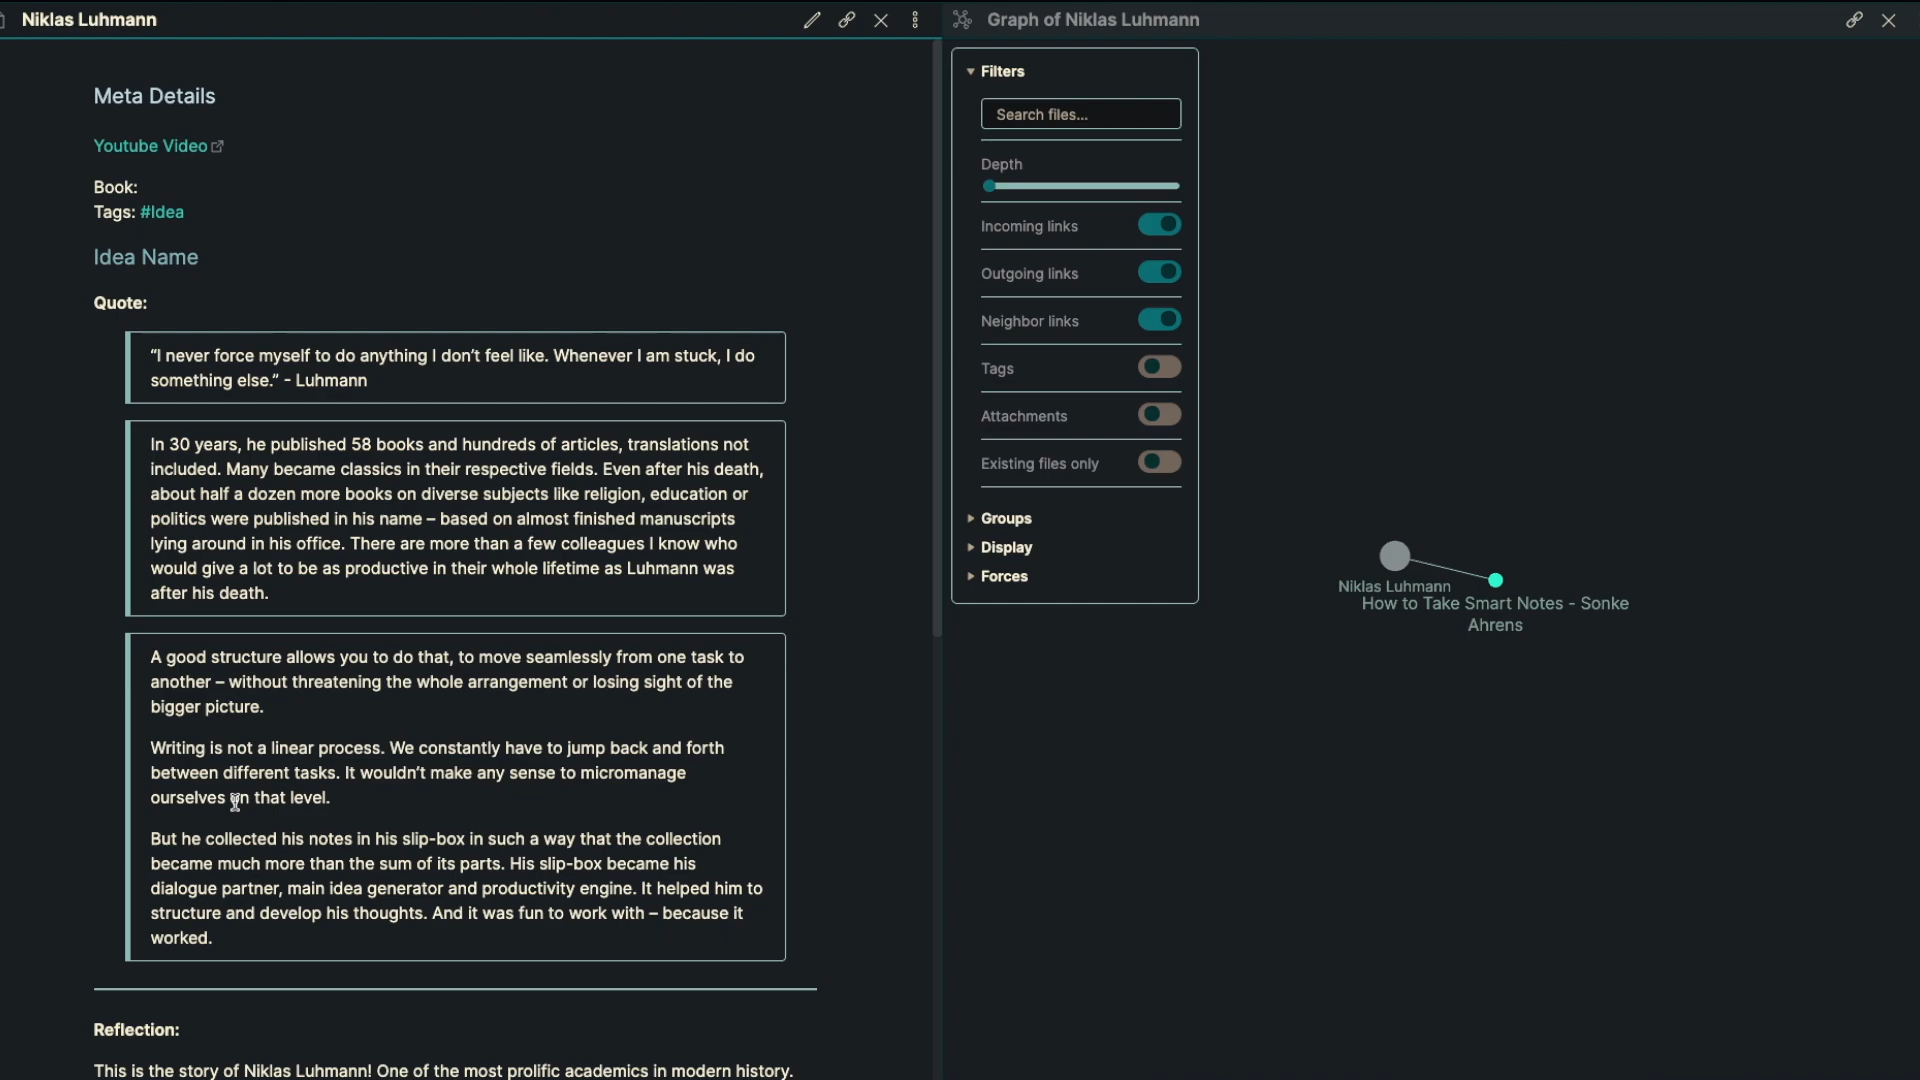 Niklas Luhmann
Graph of Niklas Luhmann
Meta Details
Youtube Video
Book:
Tags: #Idea
Idea Name
Quote:
“I never force myself to do anything I don’t feel like. Whenever I am stuck, I do
something else.” - Luhmann
In 30 years, he published 58 books and hundreds of articles, translations not
included. Many became classics in their respective fields. Even after his death,
about half a dozen more books on diverse subjects like religion, education or
politics were published in his name – based on almost finished manuscripts
lying around in his office. There are more than a few colleagues I know who
would give a lot to be as productive in their whole lifetime as Luhmann was
after his death.
A good structure allows you to do that, to move seamlessly from one task to
another – without threatening the whole arrangement or losing sight of the
bigger picture.
Writing is not a linear process. We constantly have to jump back and forth
between different tasks. It wouldn’t make any sense to micromanage
ourselves on that level.
But he collected his notes in his slip-box in such a way that the collection
became much more than the sum of its parts. His slip-box became his
dialogue partner, main idea generator and productivity engine. It helped him to
structure and develop his thoughts. And it was fun to work with – because it
worked.
Reflection:
This is the story of Niklas Luhmann! One of the most prolific academics in modern history.
Filters
Search files...
Depth
Incoming links
Outgoing links
Neighbor links
Tags
Attachments
Existing files only
Groups
Display
Forces
Niklas Luhmann
How to Take Smart Notes - Sonke
Ahrens